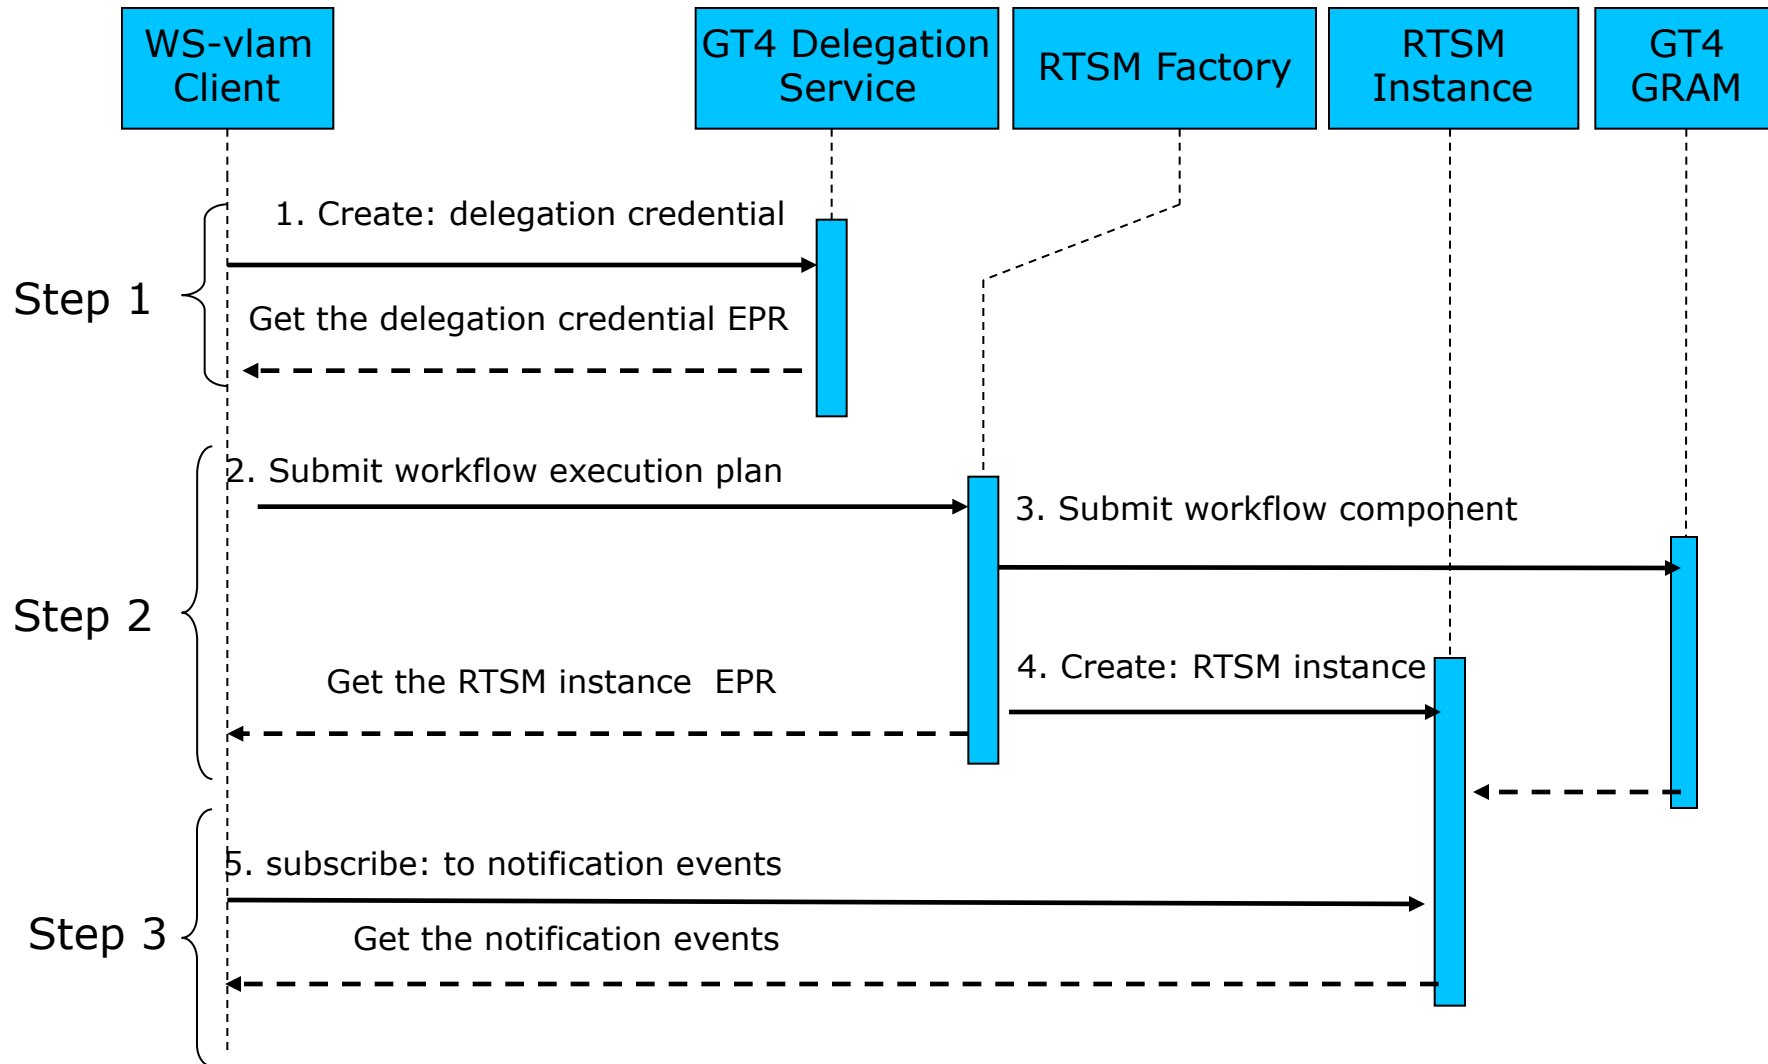 WS-vlam
Client
GT4 Delegation
Service
RTSM Factory
RTSM
Instance
GT4
GRAM
1. Create: delegation credential
Step 1
Get the delegation credential EPR
2. Submit workflow execution plan
3. Submit workflow component
Step 2
4. Create: RTSM instance
Get the RTSM instance  EPR
5. subscribe: to notification events
Step 3
Get the notification events